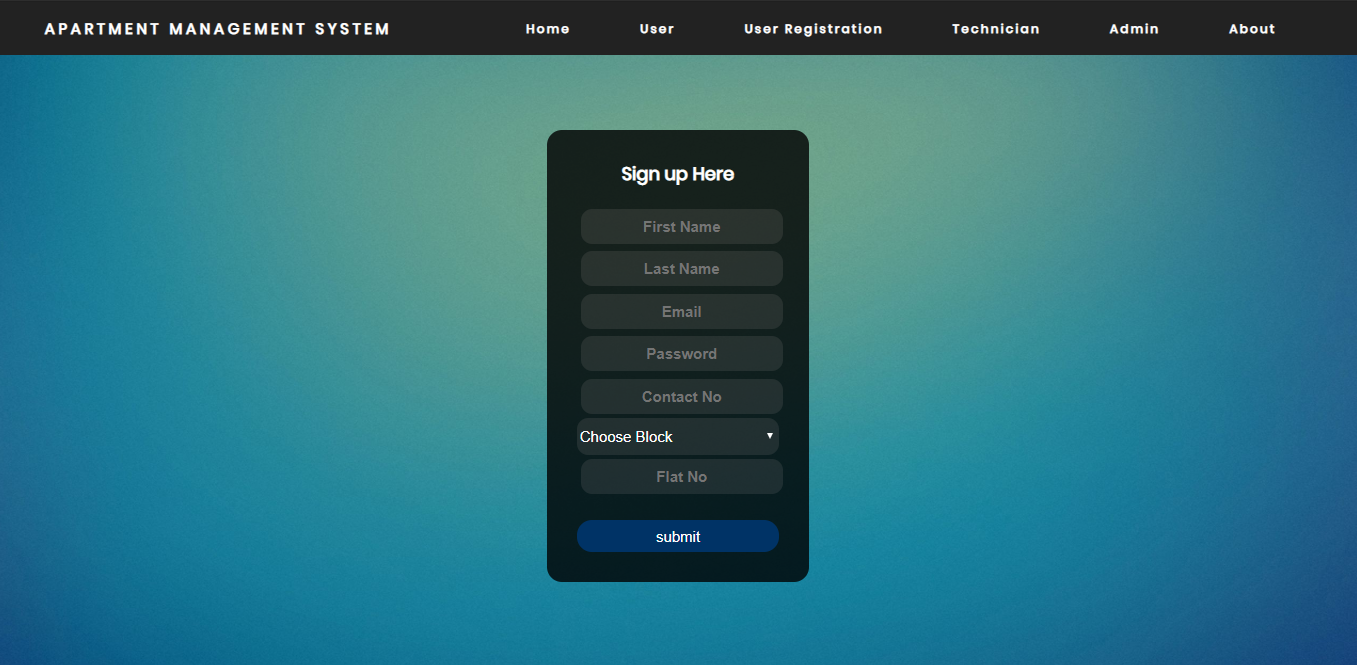 APARTMENT MANAGEMENT SYSTEM Home User User Registration Technician Admin About
Sign up Here
First Name
Last Name
Email
Password
Contact No
Choose Block
Flat No
submit